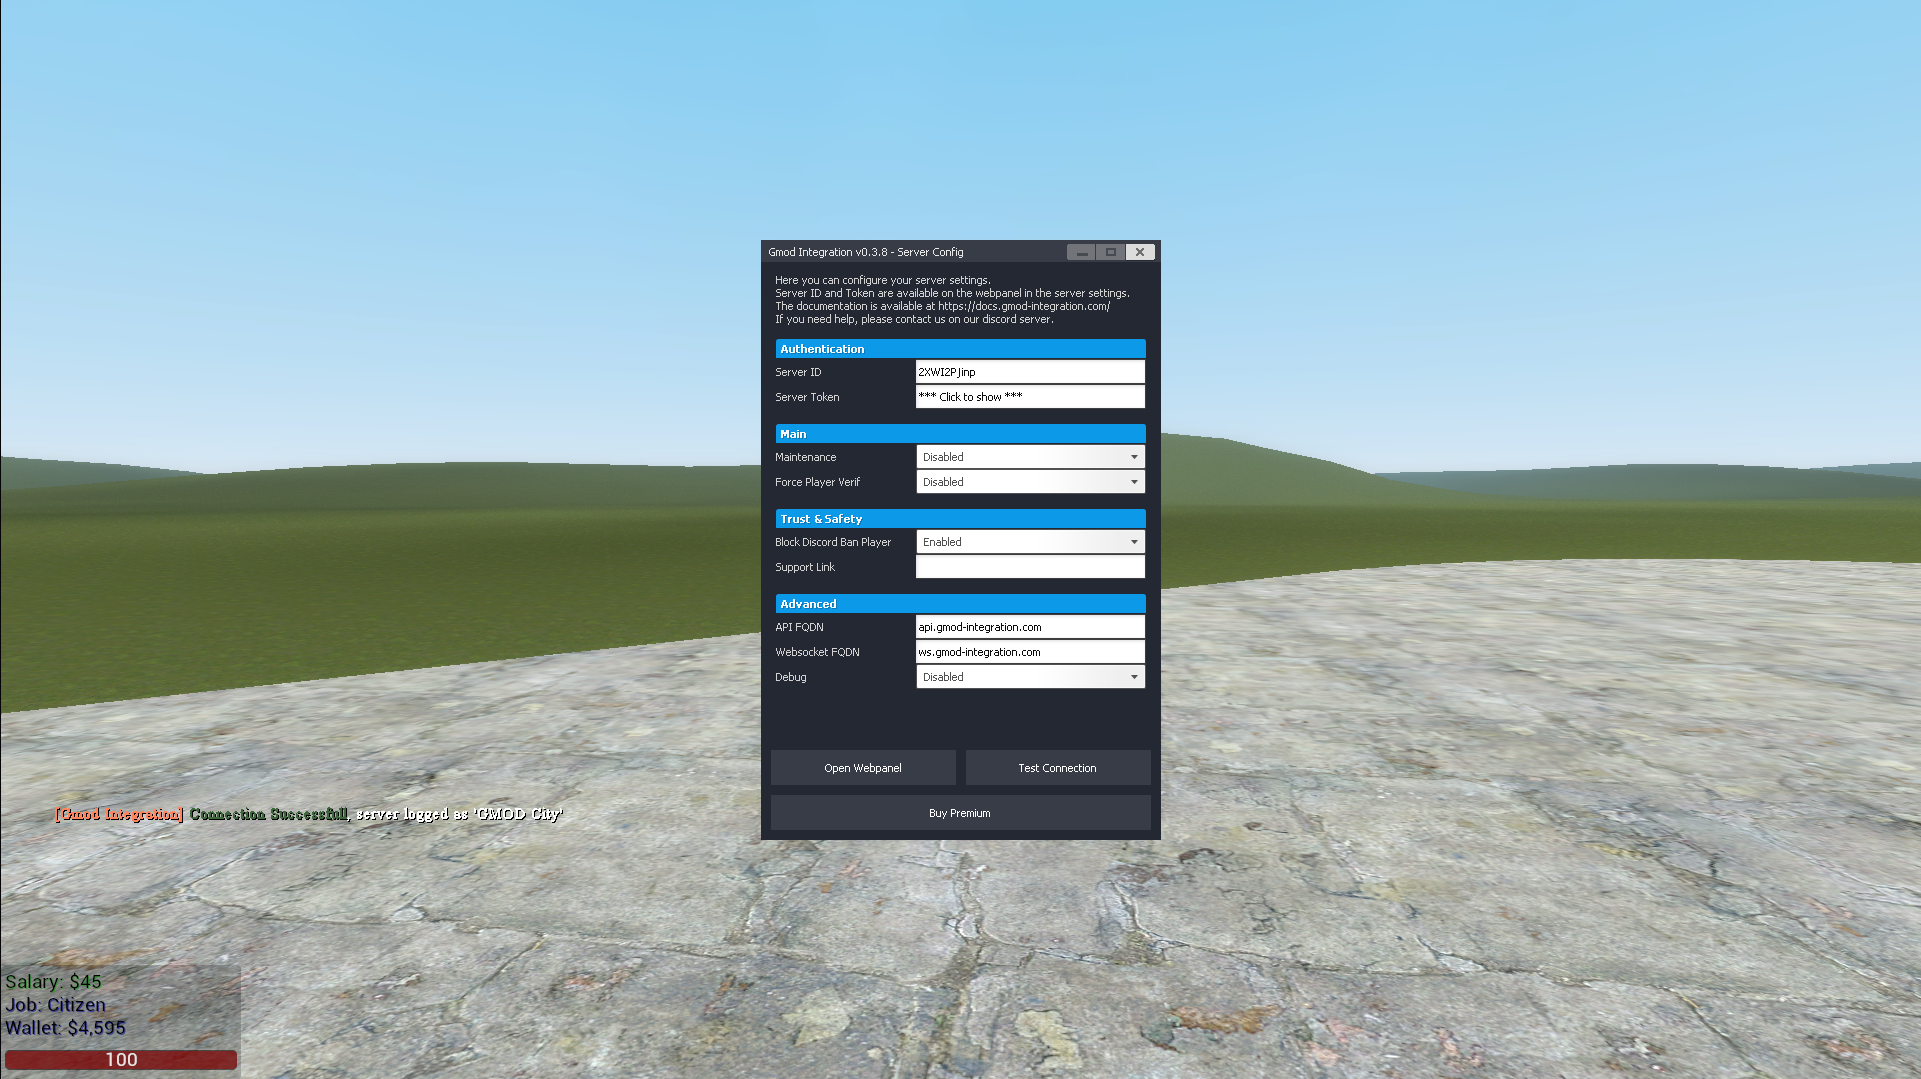 Gmod Integration v0.3.8 - Server Config
Here you can configure your server settings.
Server ID and Token are available on the webpanel in the server settings.
The documentation is available at https://docs.gmod-integration.com/
If you need help, please contact us on our discord server.
Authentication
Server ID 2XWI2PJinp
Server Token *** Click to show ***
Main
Maintenance Disabled
Force Player Verif Disabled
Trust & Safety
Block Discord Ban Player Enabled
Support Link
Advanced
API FQDN api.gmod-integration.com
Websocket FQDN ws.gmod-integration.com
Debug Disabled
Open Webpanel Test Connection
Buy Premium
[Gmod Integration] Connection Successfull, server logged as 'GMOD City'
Salary: $45
Job: Citizen
Wallet: $4,595
100